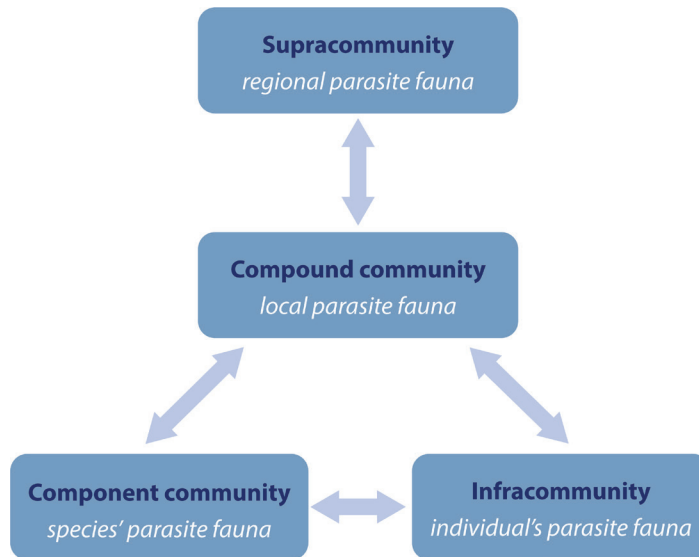 Supracommunity
regional parasite fauna
Compound community
local parasite fauna
Component community
species’ parasite fauna
Infracommunity
individual’s parasite fauna